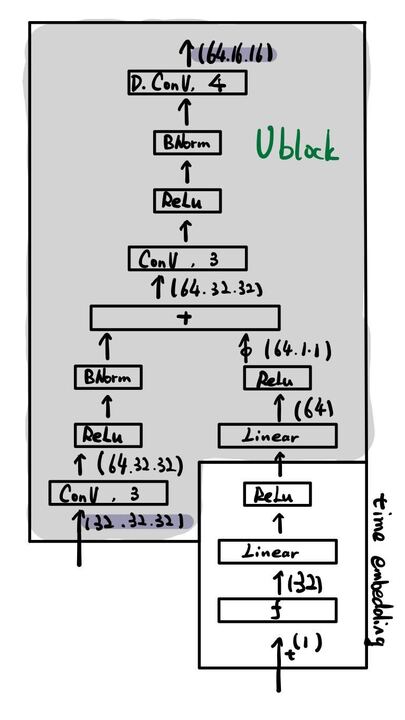 (64.16.16)
D.Conv, 4
BNorm
Ublock
ReLu
Conv, 3
(64.32.32)
+
(64.1.1)
BNorm
ReLu
(64)
ReLu
Linear
(64.32.32)
Conv, 3
(32.32.32)
ReLu
Linear
(32)
f
t (1)
time embedding